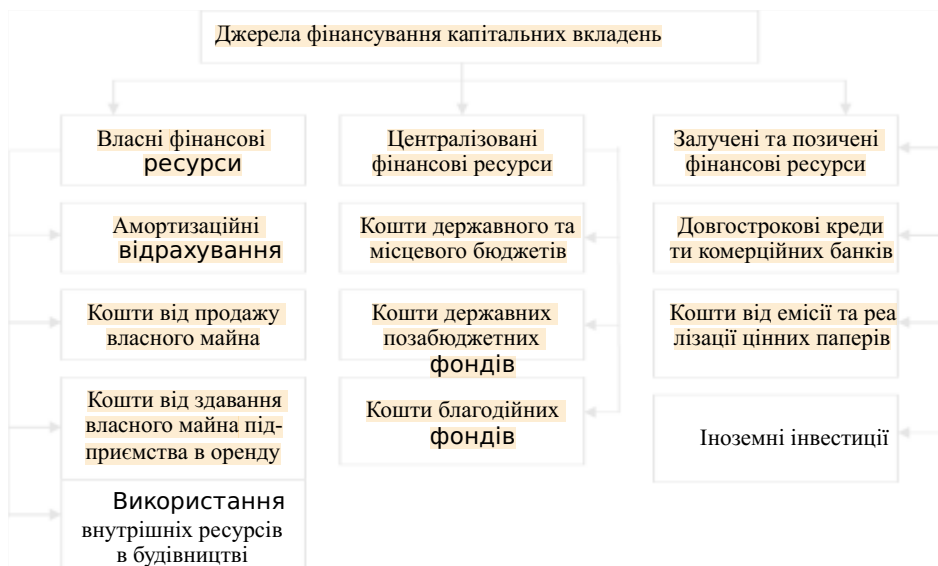 Джерела фінансування капітальних вкладень
Власні фінансові
ресурси
Амортизаційні
відрахування
Кошти від продажу
власного майна
Кошти від здавання
власного майна під-
приємства в оренду
Використання
внутрішніх ресурсів
в будівництві
Централізовані
фінансові ресурси
Кошти державного та
місцевого бюджетів
Кошти державних
позабюджетних
фондів
Кошти благодійних
фондів
Залучені та позичені
фінансові ресурси
Довгострокові креди
ти комерційних банків
Кошти від емісії та реа
лізації цінних паперів
Іноземні інвестиції